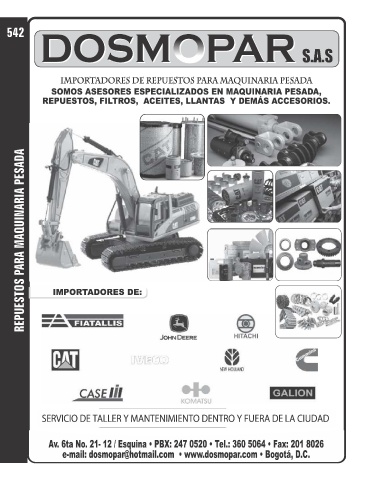 542
REPUESTOS PARA MAQUINARIA PESADA
DOSMOPAR S.A.S
IMPORTADORES DE REPUESTOS PARA MAQUINARIA PESADA
SOMOS ASESORES ESPECIALIZADOS EN MAQUINARIA PESADA,
REPUESTOS, FILTROS, ACEITES, LLANTAS Y DEMÁS ACCESORIOS.
CAT
IMPORTADORES DE:
FIATALLIS
JOHN DEERE
HITACHI
CAT
IVECO
NEW HOLLAND
CASE III
KOMATSU
GALION
SERVICIO DE TALLER Y MANTENIMIENTO DENTRO Y FUERA DE LA CIUDAD
Av. 6ta No. 21- 12 / Esquina • PBX: 247 0520 • Tel.: 360 5064 • Fax: 201 8026
e-mail: dosmopar@hotmail.com • www.dosmopar.com • Bogotá, D.C.